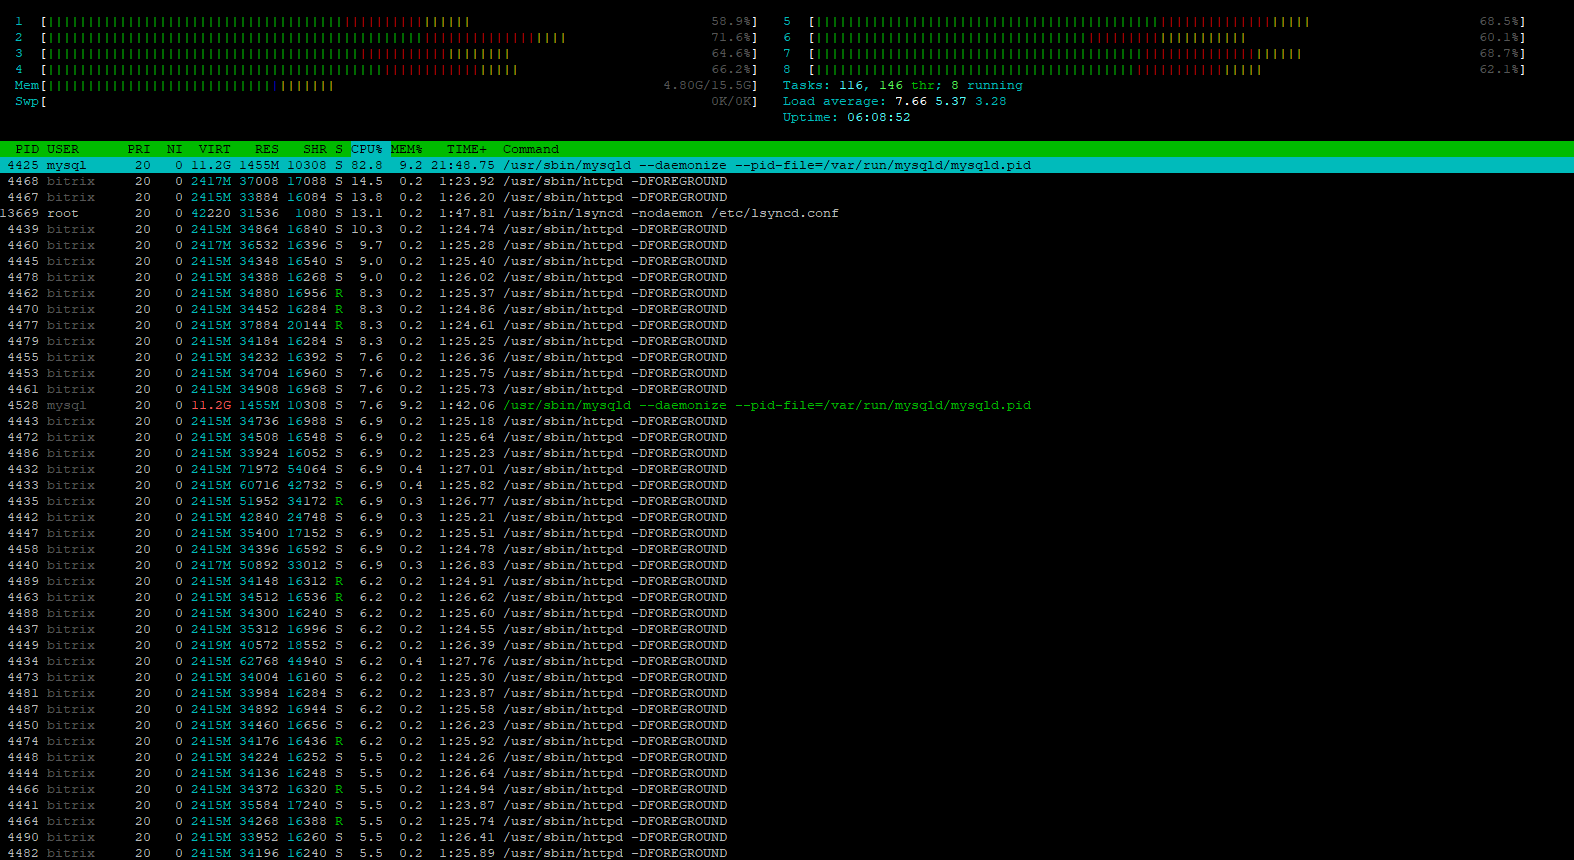 1 [|||||||||||||||||||||||||||||||||||||||||||||||||||||| 58.9%] 5 [|||||||||||||||||||||||||||||||||||||||||||||||||||||||||||||| 68.5%]
2 [|||||||||||||||||||||||||||||||||||||||||||||||||||||||||||||||||| 71.6%] 6 [|||||||||||||||||||||||||||||||||||||||||||||||||||||| 60.1%]
3 [||||||||||||||||||||||||||||||||||||||||||||||||||||||||||| 64.6%] 7 [||||||||||||||||||||||||||||||||||||||||||||||||||||||||||||| 68.7%]
4 [|||||||||||||||||||||||||||||||||||||||||||||||||||||||||||| 66.2%] 8 [|||||||||||||||||||||||||||||||||||||||||||||||||||||||| 62.1%]
Mem[|||||||||||||||||||||||||||||||||||| 4.80G/15.5G] Tasks: 116, 146 thr; 8 running
Swp[ 0K/0K] Load average: 7.66 5.37 3.28
Uptime: 06:08:52
PID USER PRI NI VIRT RES SHR S CPU% MEM% TIME+ Command
4425 mysql 20 0 11.2G 1455M 10308 S 82.8 9.2 21:48.75 /usr/sbin/mysqld --daemonize --pid-file=/var/run/mysqld/mysqld.pid
4468 bitrix 20 0 2417M 37008 17088 S 14.5 0.2 1:23.92 /usr/sbin/httpd -DFOREGROUND
4467 bitrix 20 0 2415M 33884 16084 S 13.8 0.2 1:26.20 /usr/sbin/httpd -DFOREGROUND
13669 root 20 0 42220 31536 1080 S 13.1 0.2 1:47.81 /usr/bin/lsyncd -nodaemon /etc/lsyncd.conf
4439 bitrix 20 0 2415M 34864 16840 S 10.3 0.2 1:24.74 /usr/sbin/httpd -DFOREGROUND
4460 bitrix 20 0 2417M 36532 16396 S 9.7 0.2 1:25.28 /usr/sbin/httpd -DFOREGROUND
4445 bitrix 20 0 2415M 34348 16540 S 9.0 0.2 1:25.40 /usr/sbin/httpd -DFOREGROUND
4478 bitrix 20 0 2415M 34388 16268 S 9.0 0.2 1:26.02 /usr/sbin/httpd -DFOREGROUND
4462 bitrix 20 0 2415M 34880 16956 R 8.3 0.2 1:25.37 /usr/sbin/httpd -DFOREGROUND
4470 bitrix 20 0 2415M 34452 16284 R 8.3 0.2 1:24.86 /usr/sbin/httpd -DFOREGROUND
4477 bitrix 20 0 2415M 37884 20144 R 8.3 0.2 1:24.61 /usr/sbin/httpd -DFOREGROUND
4479 bitrix 20 0 2415M 34184 16284 S 8.3 0.2 1:25.25 /usr/sbin/httpd -DFOREGROUND
4455 bitrix 20 0 2415M 34232 16392 S 7.6 0.2 1:26.36 /usr/sbin/httpd -DFOREGROUND
4453 bitrix 20 0 2415M 34704 16960 S 7.6 0.2 1:25.75 /usr/sbin/httpd -DFOREGROUND
4461 bitrix 20 0 2415M 34908 16968 S 7.6 0.2 1:25.73 /usr/sbin/httpd -DFOREGROUND
4528 mysql 20 0 11.2G 1455M 10308 S 7.6 9.2 1:42.06 /usr/sbin/mysqld --daemonize --pid-file=/var/run/mysqld/mysqld.pid
4443 bitrix 20 0 2415M 34736 16988 S 6.9 0.2 1:25.18 /usr/sbin/httpd -DFOREGROUND
4472 bitrix 20 0 2415M 34508 16548 S 6.9 0.2 1:25.64 /usr/sbin/httpd -DFOREGROUND
4486 bitrix 20 0 2415M 33924 16052 S 6.9 0.2 1:25.23 /usr/sbin/httpd -DFOREGROUND
4432 bitrix 20 0 2415M 71972 54064 S 6.9 0.4 1:27.01 /usr/sbin/httpd -DFOREGROUND
4433 bitrix 20 0 2415M 60716 42732 S 6.9 0.4 1:25.82 /usr/sbin/httpd -DFOREGROUND
4435 bitrix 20 0 2415M 51952 34172 R 6.9 0.3 1:26.77 /usr/sbin/httpd -DFOREGROUND
4442 bitrix 20 0 2415M 42840 24748 S 6.9 0.3 1:25.21 /usr/sbin/httpd -DFOREGROUND
4447 bitrix 20 0 2415M 35400 17152 S 6.9 0.2 1:25.51 /usr/sbin/httpd -DFOREGROUND
4458 bitrix 20 0 2415M 34396 16592 S 6.9 0.2 1:24.78 /usr/sbin/httpd -DFOREGROUND
4440 bitrix 20 0 2417M 50892 33012 S 6.9 0.3 1:26.83 /usr/sbin/httpd -DFOREGROUND
4489 bitrix 20 0 2415M 34148 16312 R 6.2 0.2 1:24.91 /usr/sbin/httpd -DFOREGROUND
4463 bitrix 20 0 2415M 34512 16536 R 6.2 0.2 1:26.62 /usr/sbin/httpd -DFOREGROUND
4488 bitrix 20 0 2415M 34300 16240 S 6.2 0.2 1:25.60 /usr/sbin/httpd -DFOREGROUND
4437 bitrix 20 0 2415M 35312 16996 S 6.2 0.2 1:24.55 /usr/sbin/httpd -DFOREGROUND
4449 bitrix 20 0 2419M 40572 18552 S 6.2 0.2 1:26.39 /usr/sbin/httpd -DFOREGROUND
4434 bitrix 20 0 2415M 62768 44940 S 6.2 0.4 1:27.76 /usr/sbin/httpd -DFOREGROUND
4473 bitrix 20 0 2415M 34004 16160 S 6.2 0.2 1:25.30 /usr/sbin/httpd -DFOREGROUND
4481 bitrix 20 0 2415M 33984 16284 S 6.2 0.2 1:23.87 /usr/sbin/httpd -DFOREGROUND
4487 bitrix 20 0 2415M 34892 16944 S 6.2 0.2 1:25.58 /usr/sbin/httpd -DFOREGROUND
4450 bitrix 20 0 2415M 34460 16656 S 6.2 0.2 1:26.23 /usr/sbin/httpd -DFOREGROUND
4474 bitrix 20 0 2415M 34176 16436 R 6.2 0.2 1:25.92 /usr/sbin/httpd -DFOREGROUND
4448 bitrix 20 0 2415M 34224 16252 S 5.5 0.2 1:24.26 /usr/sbin/httpd -DFOREGROUND
4444 bitrix 20 0 2415M 34136 16248 S 5.5 0.2 1:26.64 /usr/sbin/httpd -DFOREGROUND
4466 bitrix 20 0 2415M 34372 16320 R 5.5 0.2 1:24.94 /usr/sbin/httpd -DFOREGROUND
4441 bitrix 20 0 2415M 35584 17240 S 5.5 0.2 1:23.87 /usr/sbin/httpd -DFOREGROUND
4464 bitrix 20 0 2415M 34268 16388 R 5.5 0.2 1:25.74 /usr/sbin/httpd -DFOREGROUND
4490 bitrix 20 0 2415M 33952 16260 S 5.5 0.2 1:26.41 /usr/sbin/httpd -DFOREGROUND
4482 bitrix 20 0 2415M 34196 16240 S 5.5 0.2 1:25.89 /usr/sbin/httpd -DFOREGROUND